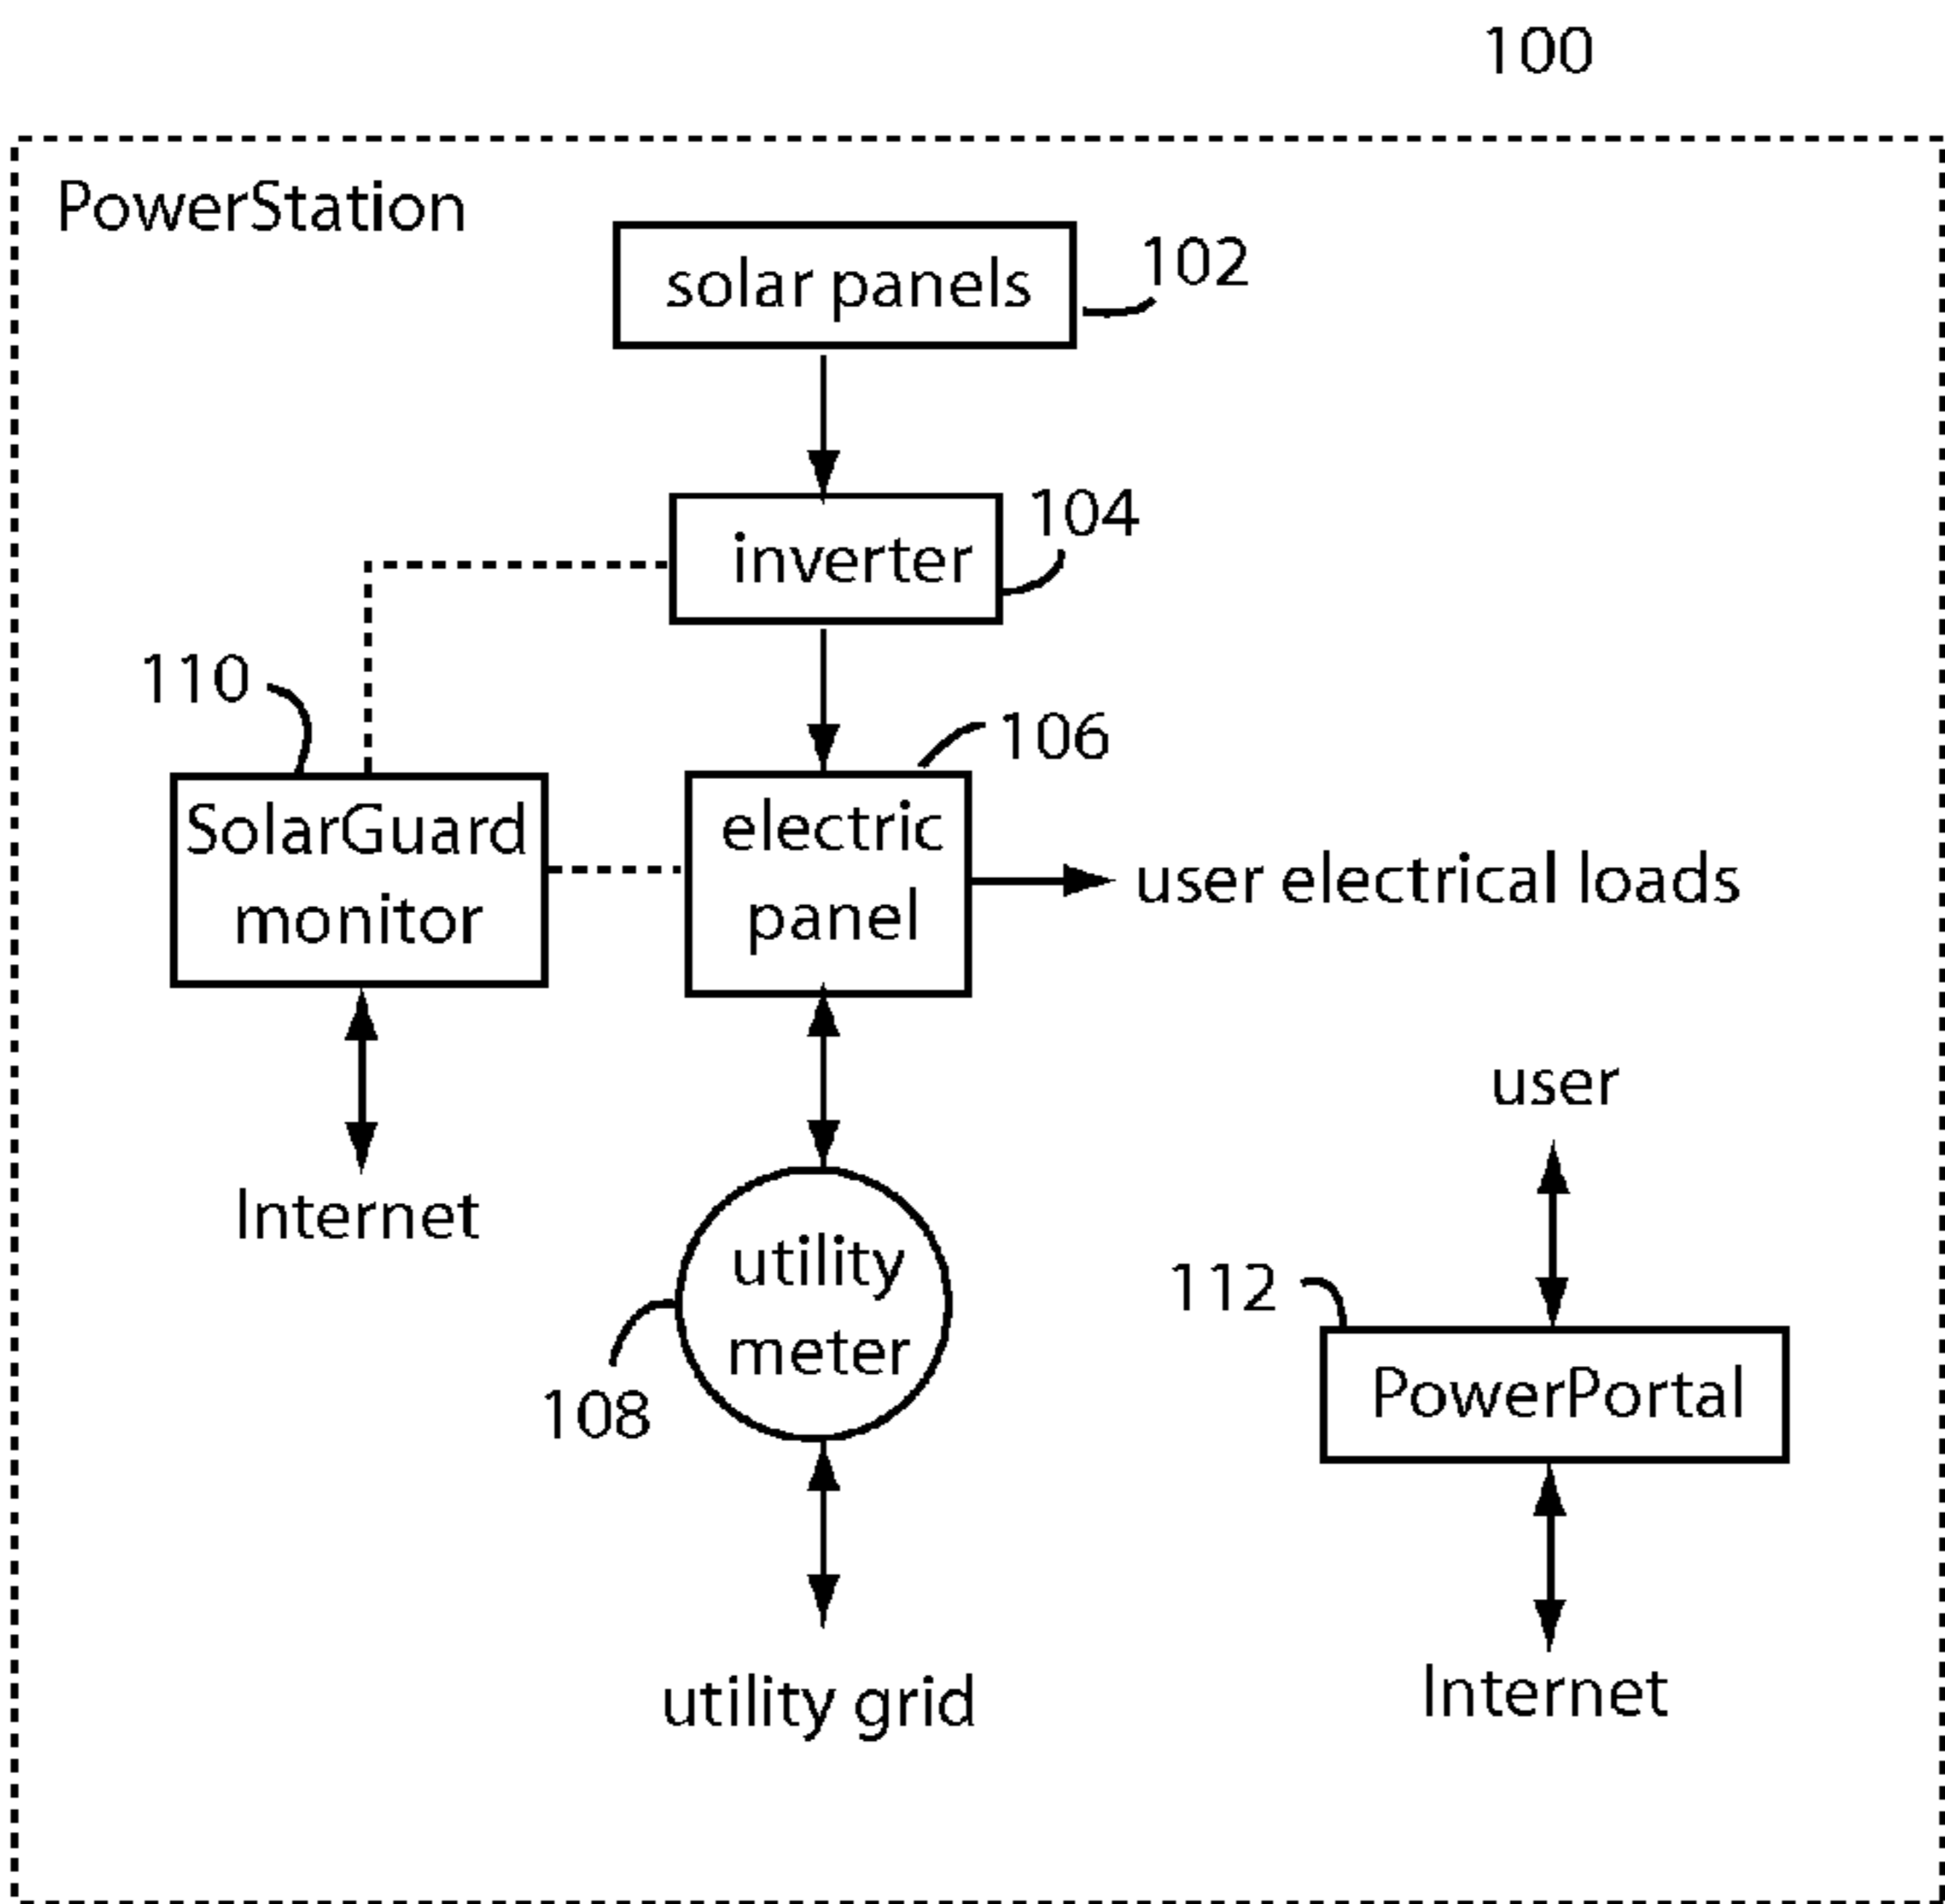 100
PowerStation
solar panels
102
inverter
104
110
106
SolarGuard
monitor
electric
panel
user electrical loads
user
Internet
utility
meter
112
108
PowerPortal
utility grid
Internet